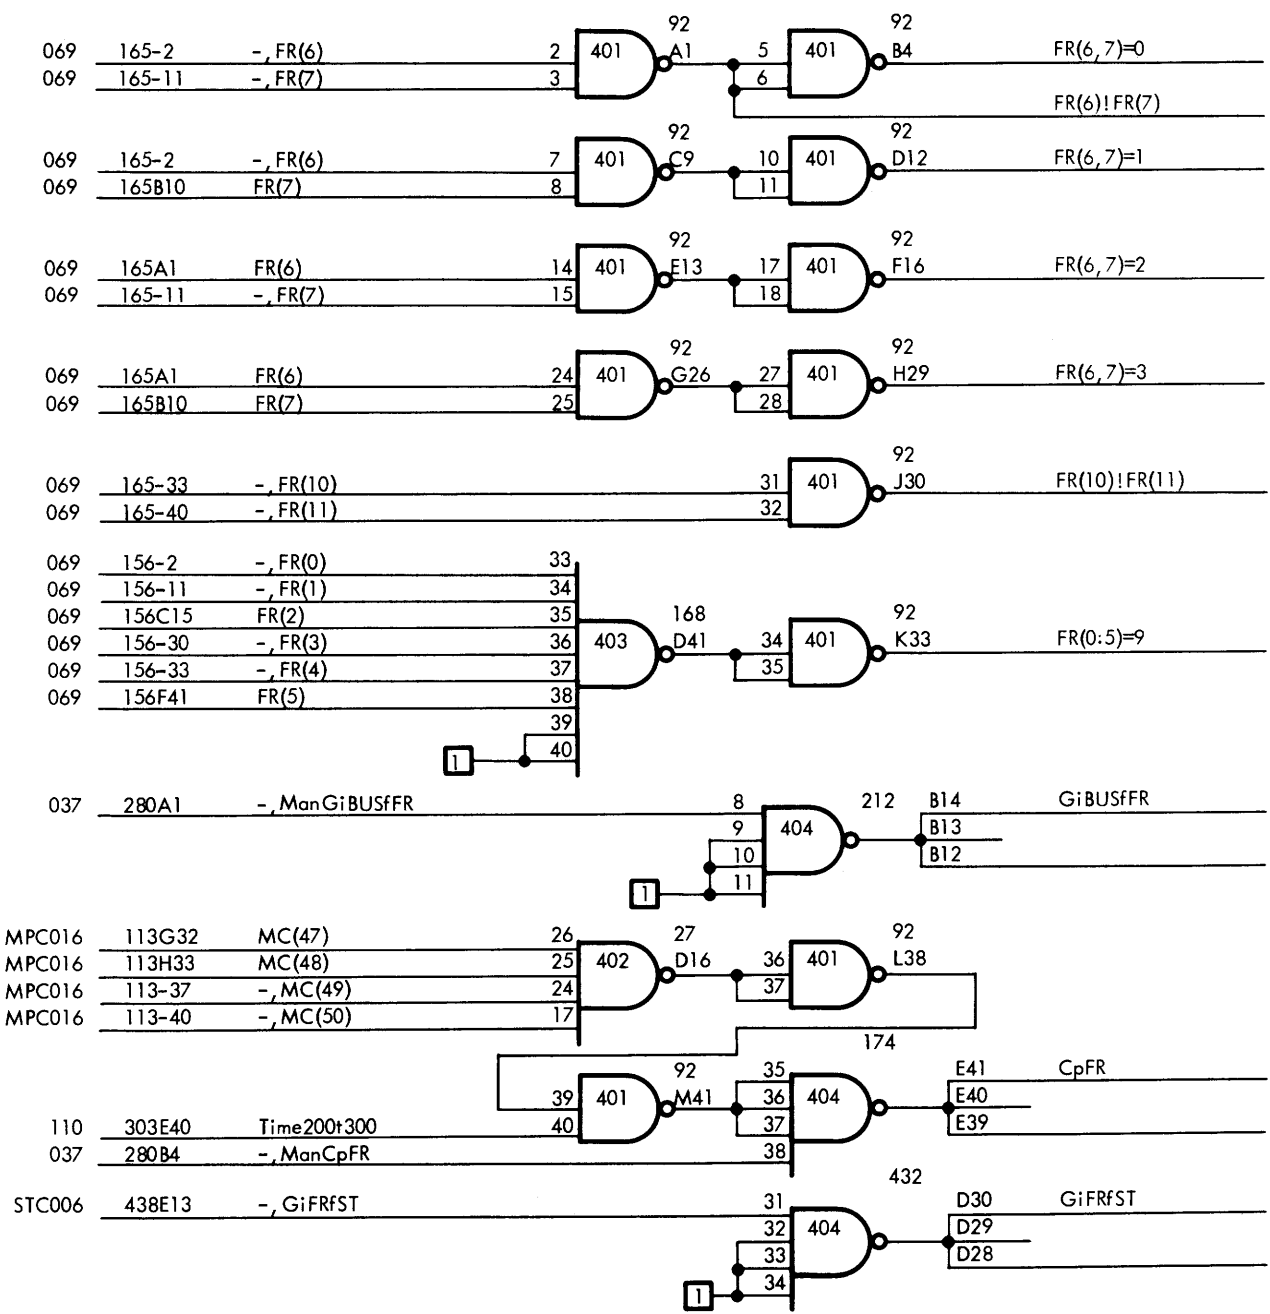 92 92
069 165-2 -,FR(6) 2 401 A1 5 401 B4 FR(6,7)=0
069 165-11 -,FR(7) 3 6
FR(6)!FR(7)
92 92
069 165-2 -,FR(6) 7 401 C9 10 401 D12 FR(6,7)=1
069 165B10 FR(7) 8 11
92 92
069 165A1 FR(6) 14 401 E13 17 401 F16 FR(6,7)=2
069 165-11 -,FR(7) 15 18
92 92
069 165A1 FR(6) 24 401 G26 27 401 H29 FR(6,7)=3
069 165B10 FR(7) 25 28
92
069 165-33 -,FR(10) 31 401 J30 FR(10)!FR(11)
069 165-40 -,FR(11) 32
069 156-2 -,FR(0) 33
069 156-11 -,FR(1) 34
069 156C15 FR(2) 35 168 92
069 156-30 -,FR(3) 36 403 D41 34 401 K33 FR(0:5)=9
069 156-33 -,FR(4) 37 35
069 156F41 FR(5) 38
39
1 40
037 280A1 -,ManGiBUSfFR 8 212 B14 GiBUSfFR
9 404 B13
10 B12
1 11
MPC016 113G32 MC(47) 26 27 92
MPC016 113H33 MC(48) 25 402 D16 36 401 L38
MPC016 113-37 -,MC(49) 24 37
MPC016 113-40 -,MC(50) 17
174
92 35 E41 CpFR
39 401 M41 36 404 E40
110 303E40 Time200t300 40 37 E39
037 280B4 -,ManCpFR 38
432
STC006 438E13 -,GiFRfST 31 D30 GiFRfST
32 404 D29
33 D28
1 34